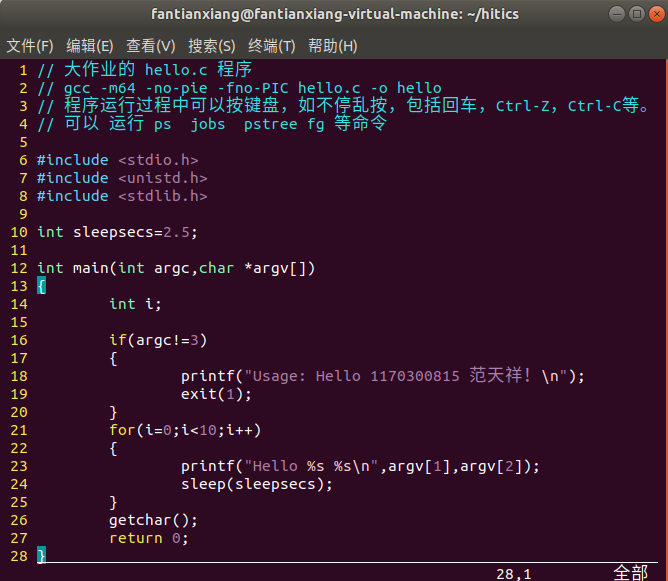 fantianxiang@fantianxiang-virtual-machine: ~/hitics
文件(F) 编辑(E) 查看(V) 搜索(S) 终端(T) 帮助(H)
1 // 大作业的 hello.c 程序
2 // gcc -m64 -no-pie -fno-PIC hello.c -o hello
3 // 程序运行过程中可以按键盘，如不停乱按，包括回车，Ctrl-Z，Ctrl-C等。
4 // 可以 运行 ps  jobs  pstree fg 等命令
5
6 #include <stdio.h>
7 #include <unistd.h>
8 #include <stdlib.h>
9
10 int sleepsecs=2.5;
11
12 int main(int argc,char *argv[])
13 {
14         int i;
15
16         if(argc!=3)
17         {
18                 printf("Usage: Hello 1170300815 范天祥！\n");
19                 exit(1);
20         }
21         for(i=0;i<10;i++)
22         {
23                 printf("Hello %s %s\n",argv[1],argv[2]);
24                 sleep(sleepsecs);
25         }
26         getchar();
27         return 0;
28 }
28,1 全部